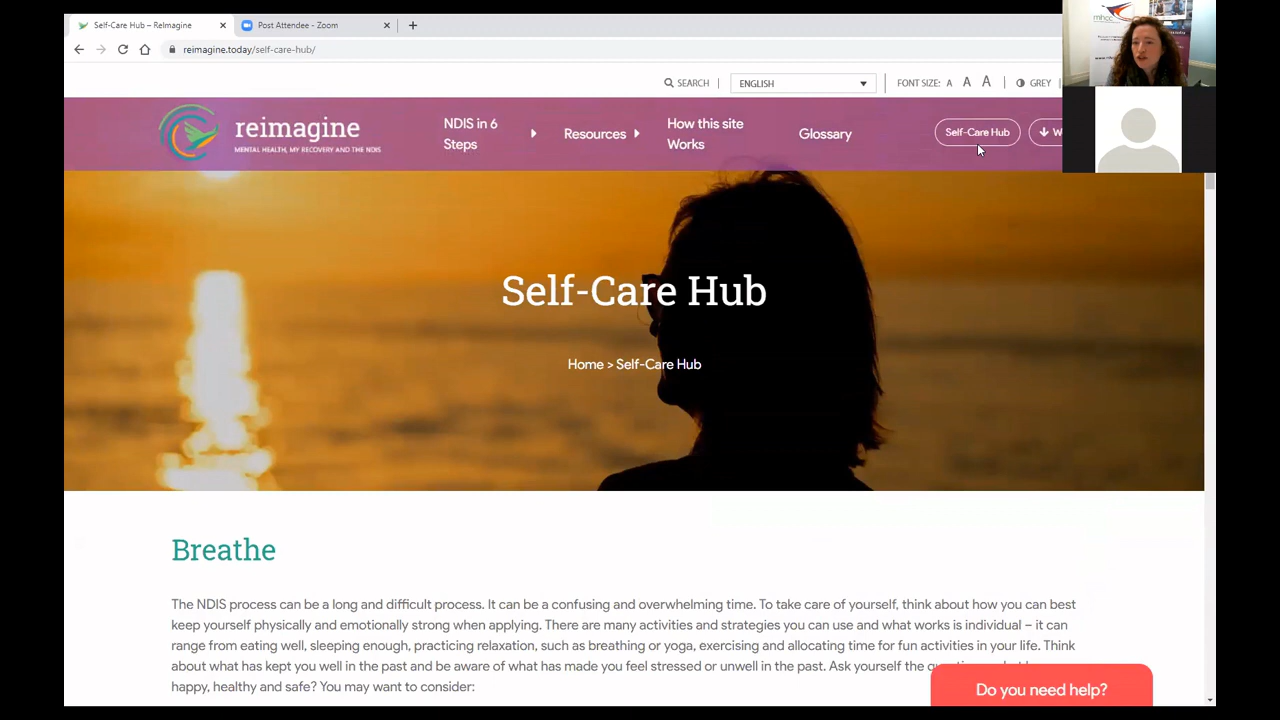 Self-Care Hub – ReImagine
Post Attendee - Zoom
reimagine.today/self-care-hub/
SEARCH
ENGLISH
FONT SIZE: A A A
GREY
reimagine
MENTAL HEALTH, MY RECOVERY AND THE NDIS
NDIS in 6
Steps
Resources
How this site
Works
Glossary
Self-Care Hub
mhcc
Self-Care Hub
Home > Self-Care Hub
Breathe
The NDIS process can be a long and difficult process. It can be a confusing and overwhelming time. To take care of yourself, think about how you can best
keep yourself physically and emotionally strong when applying. There are many activities and strategies you can use and what works is individual – it can
range from eating well, sleeping enough, practicing relaxation, such as breathing or yoga, exercising and allocating time for fun activities in your life. Think
about what has kept you well in the past and be aware of what has made you feel stressed or unwell in the past. Ask yourself the
happy, healthy and safe? You may want to consider:
Do you need help?